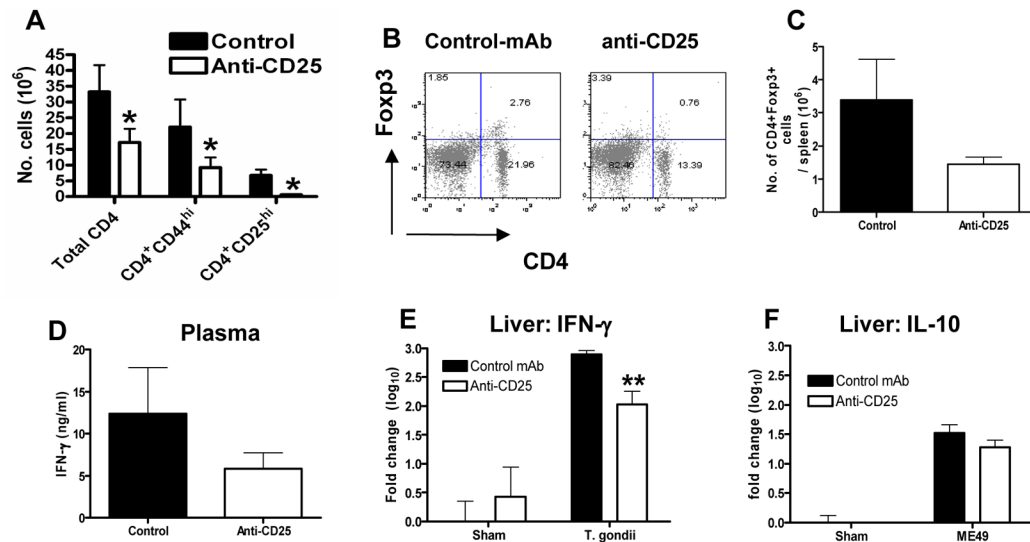 A
Control
Anti-CD25
No. cells (10⁶)
45
40
35
30
25
20
15
10
5
0
*
*
*
Total CD4
CD4⁺CD44ʰⁱ
CD4⁺CD25ʰⁱ
B
Control-mAb
anti-CD25
Foxp3
1.85
2.76
73.44
21.96
3.39
0.76
82.46
13.39
CD4
C
No. of CD4+Foxp3+
cells
/ spleen (10⁶)
5
4
3
2
1
0
Control
Anti-CD25
D
Plasma
IFN-γ (ng/ml)
20
15
10
5
0
Control
Anti-CD25
E
Liver: IFN-γ
Control mAb
Anti-CD25
Fold change (log₁₀)
3.0
2.5
2.0
1.5
1.0
0.5
0.0
**
Sham
T. gondii
F
Liver: IL-10
Control mAb
Anti-CD25
fold change (log₁₀)
3.0
2.5
2.0
1.5
1.0
0.5
0.0
Sham
ME49